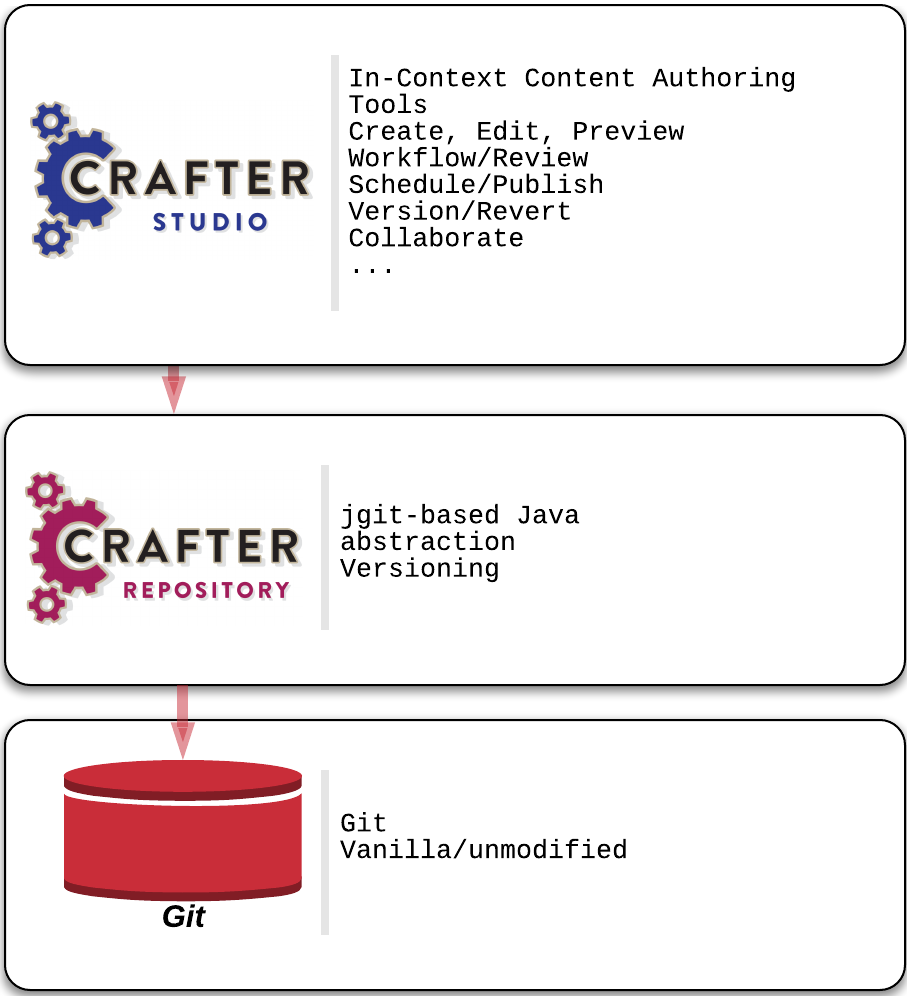 CRAFTER
STUDIO
In-Context Content Authoring
Tools
Create, Edit, Preview
Workflow/Review
Schedule/Publish
Version/Revert
Collaborate
...
CRAFTER
REPOSITORY
jgit-based Java
abstraction
Versioning
Git
Git
Vanilla/unmodified